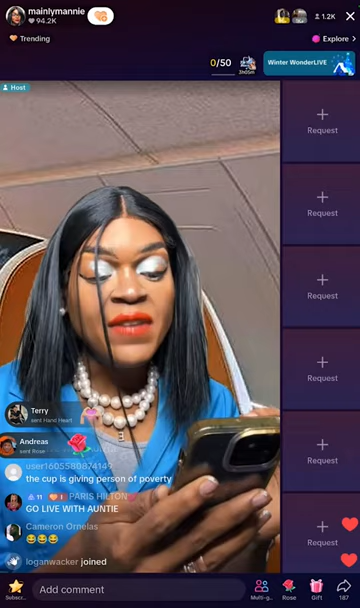 mainlymannie
94.2K
1.2K
Trending
Explore
0/50
3h05m
Winter WonderLIVE
Host
Request
Request
Request
Request
Request
Request
Terry
sent Hand Heart
Andreas
sent Rose
user1605580874149
the cup is giving person of poverty
11 PARIS HILTON
GO LIVE WITH AUNTIE
Cameron Ornelas
😂😂😂
loganwacker joined
Subscr...
Add comment
Multi-g...
Rose
Gift
187